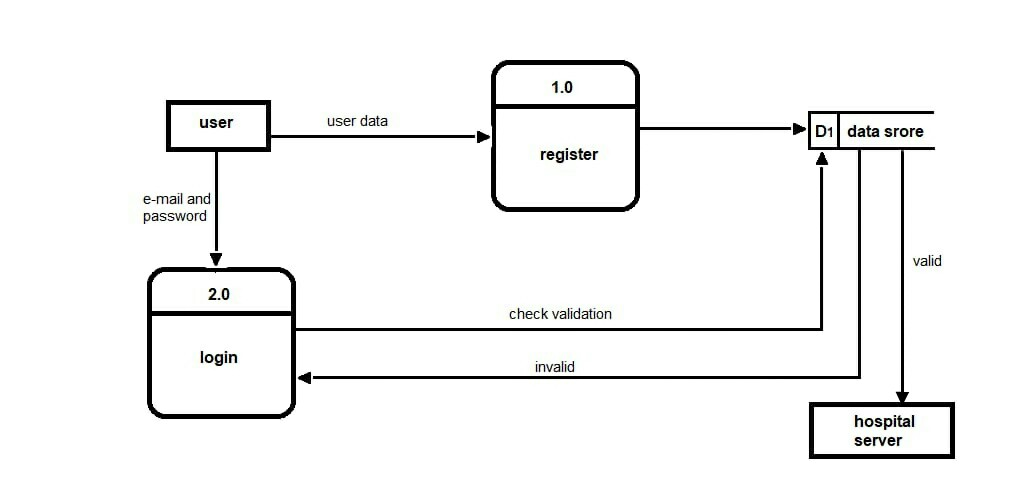 1.0
user
user data
D1 data srore
register
e-mail and
password
valid
2.0
check validation
login
invalid
hospital
server